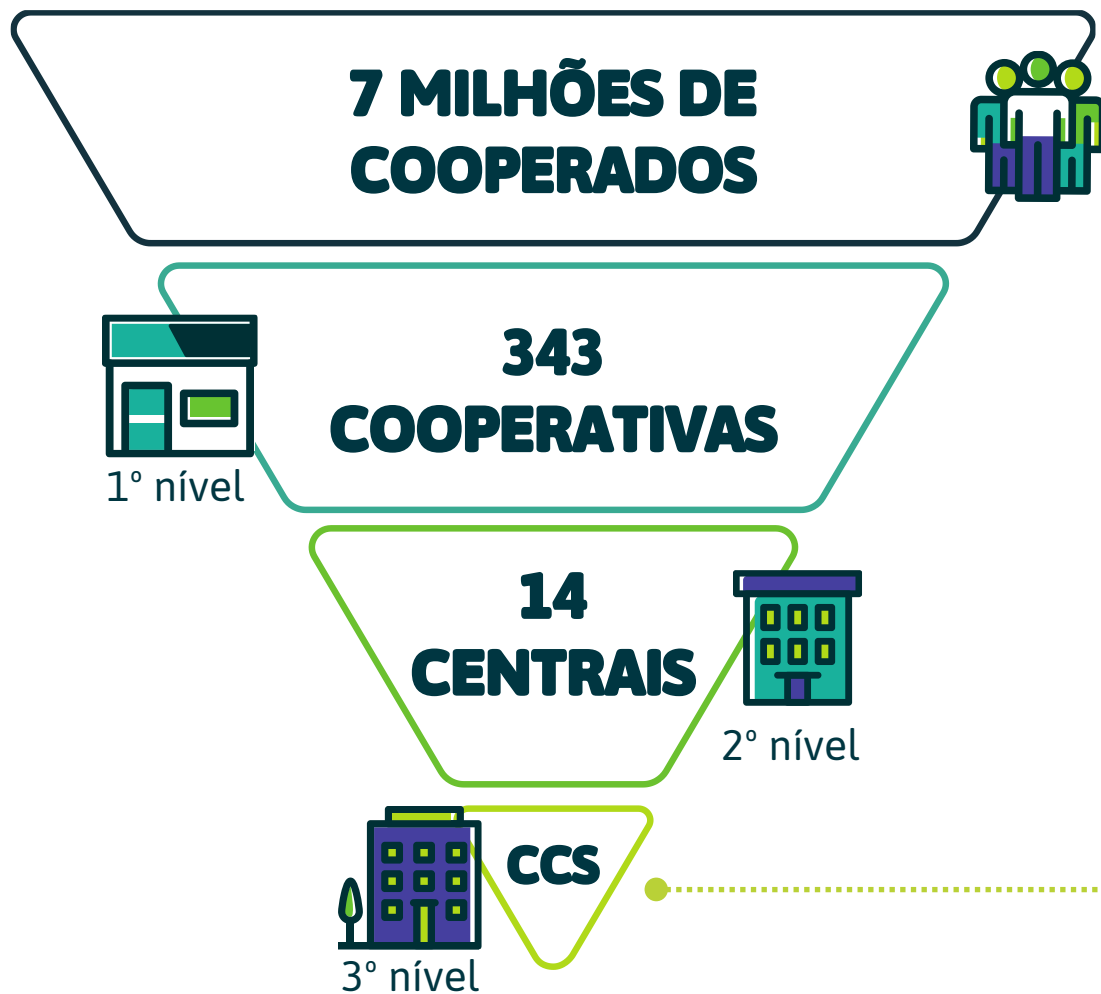 7 MILHÕES DE
COOPERADOS
343
COOPERATIVAS
1º nível
14
CENTRAIS
2º nível
CCS
3º nível